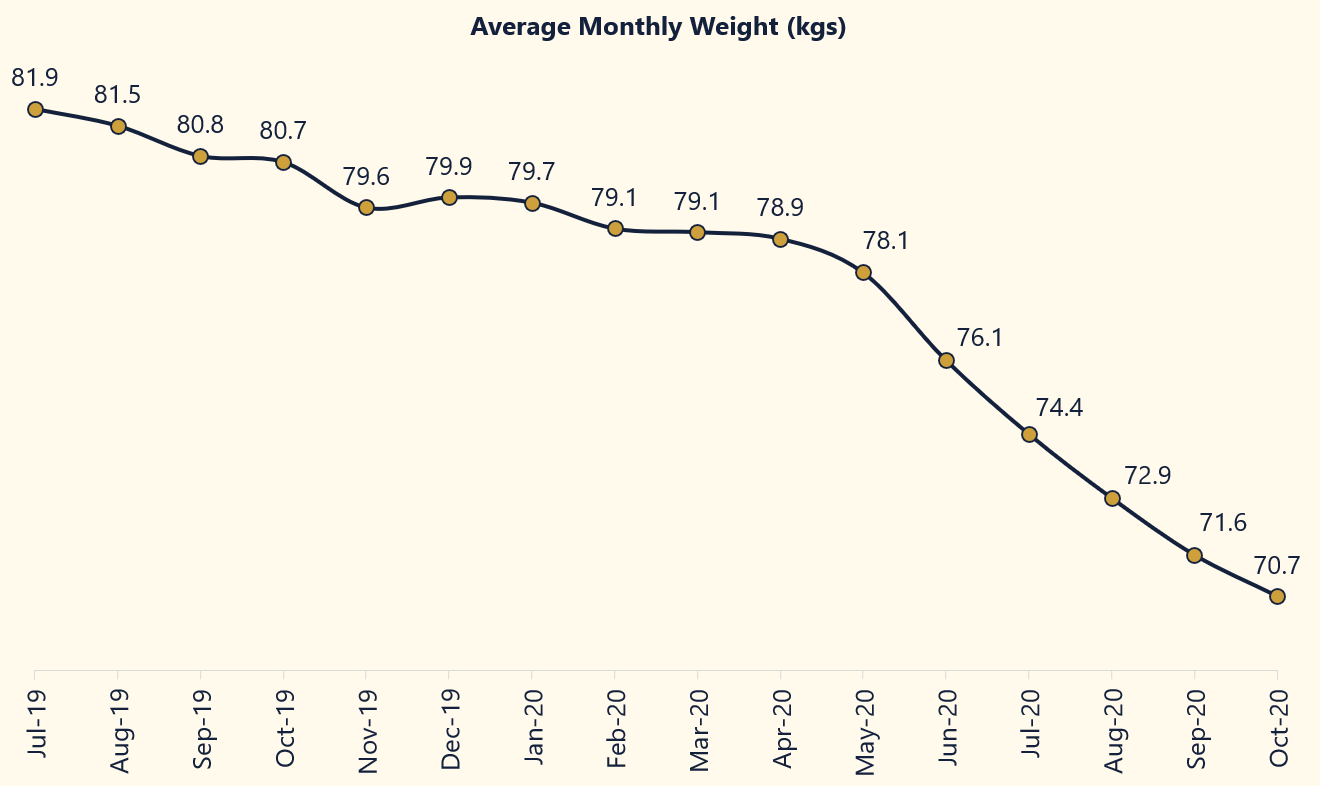 Average Monthly Weight (kgs)
81.9
81.5
80.8
80.7
79.6
79.9
79.7
79.1
79.1
78.9
78.1
76.1
74.4
72.9
71.6
70.7
Jul-19
Aug-19
Sep-19
Oct-19
Nov-19
Dec-19
Jan-20
Feb-20
Mar-20
Apr-20
May-20
Jun-20
Jul-20
Aug-20
Sep-20
Oct-20